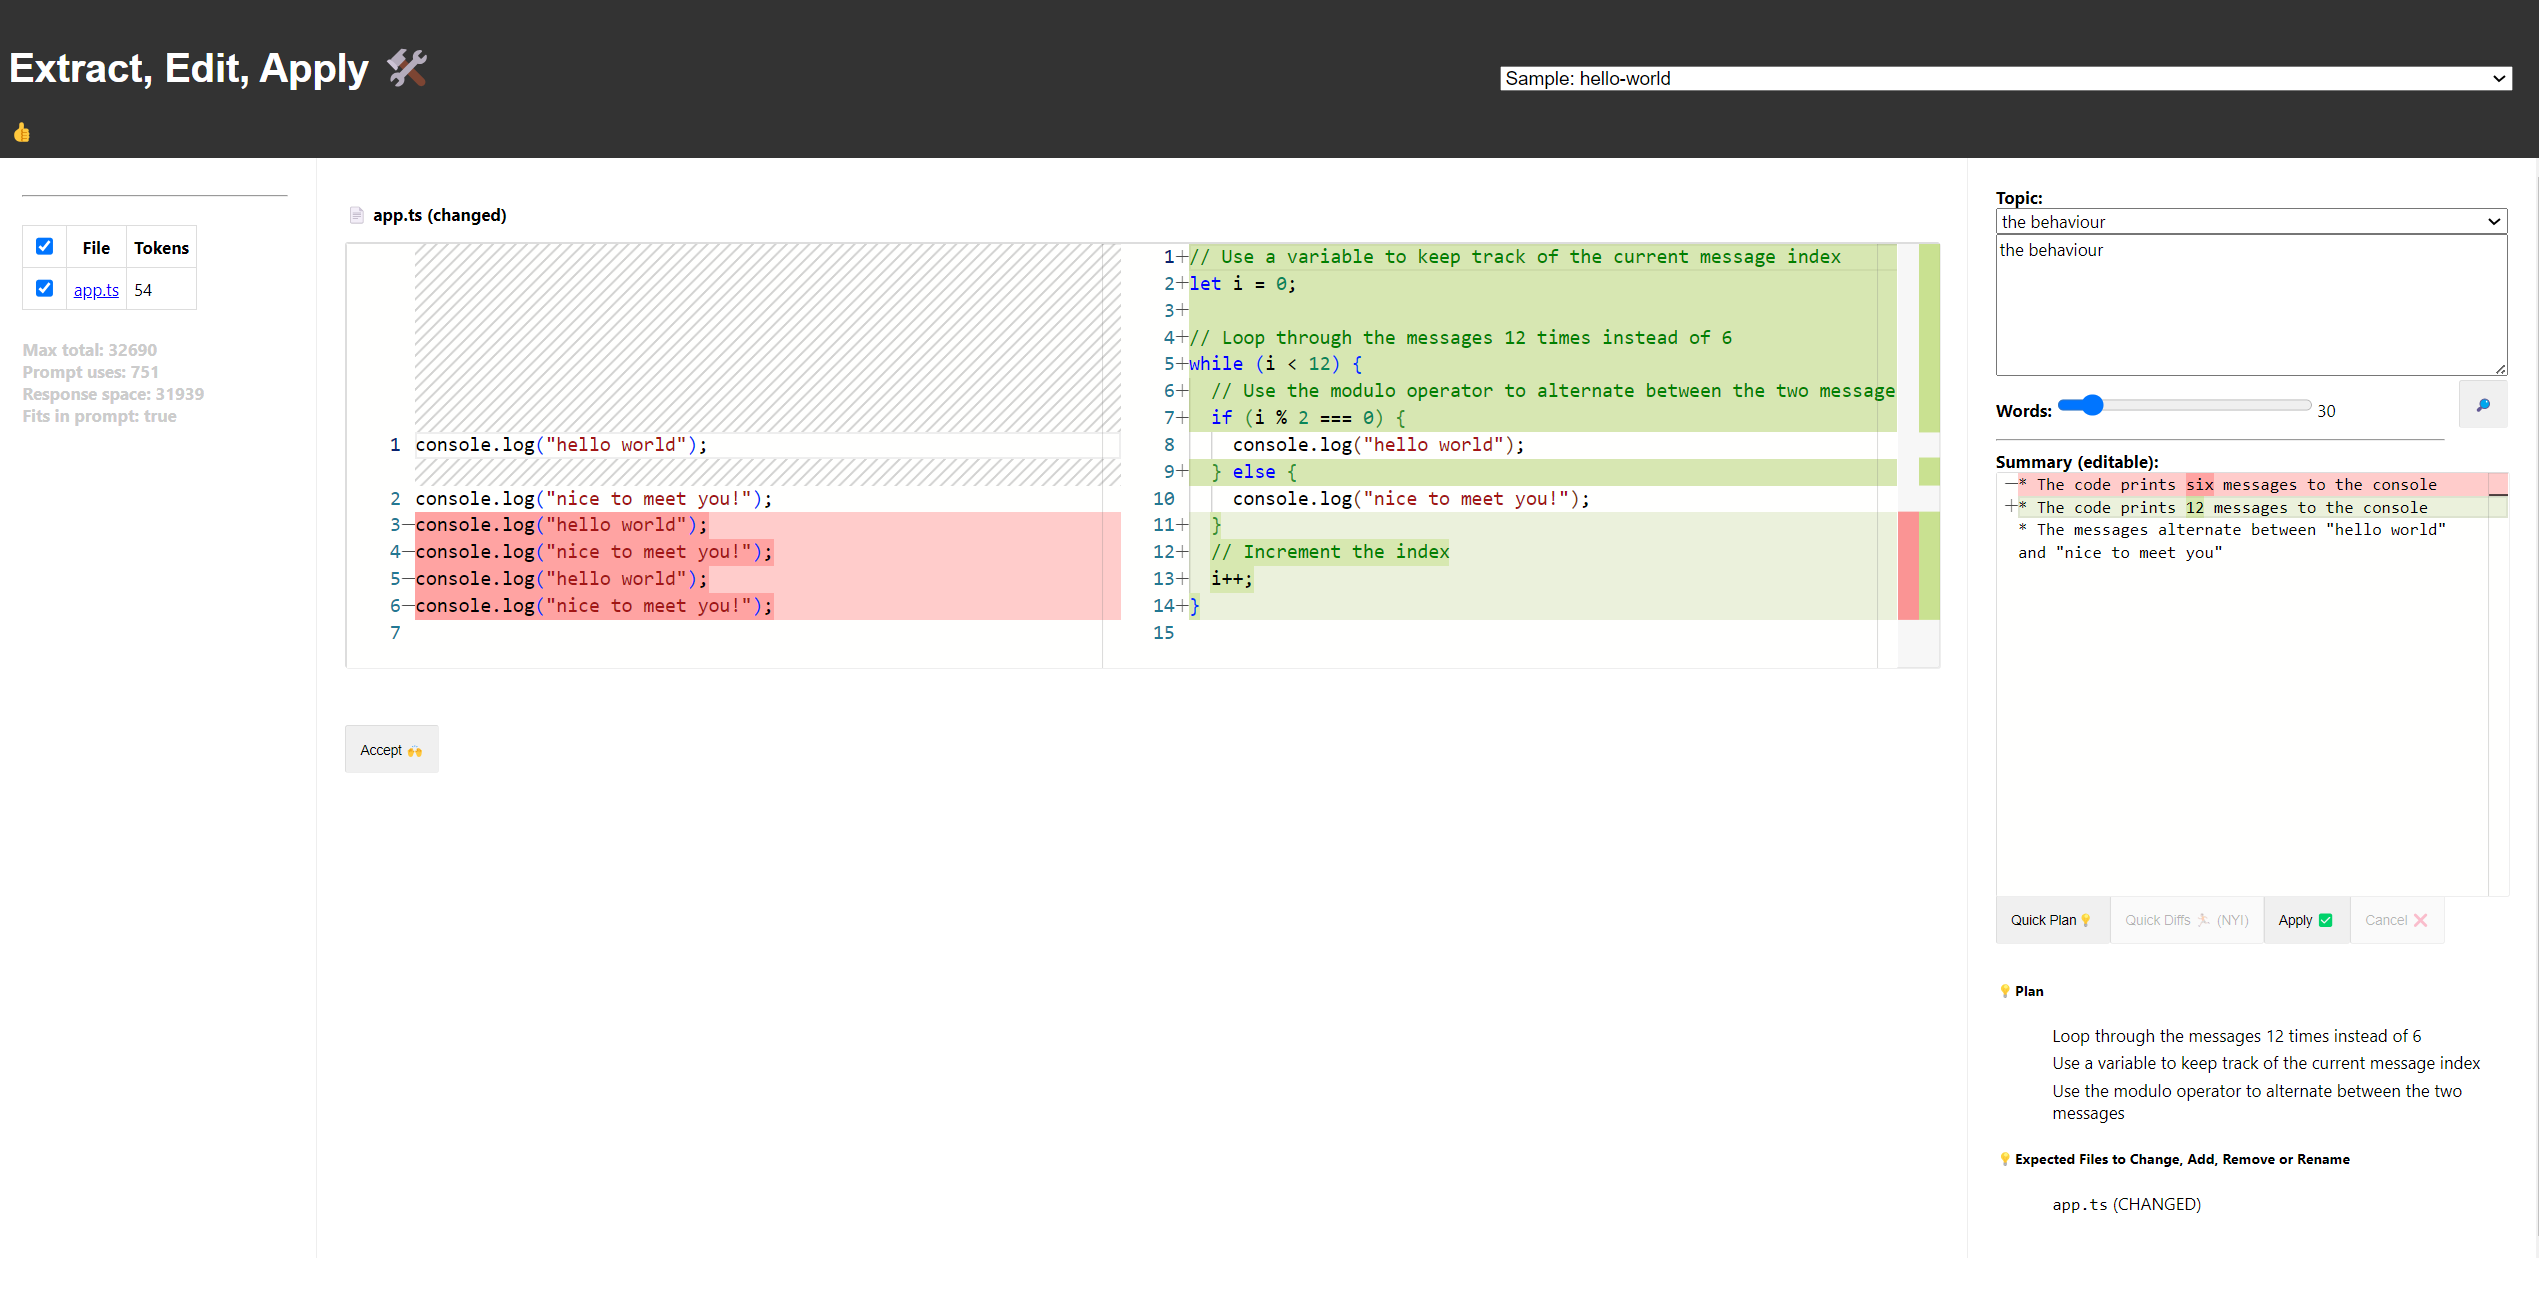 Extract, Edit, Apply
Sample: hello-world
File Tokens
app.ts 54
Max total: 32690
Prompt uses: 751
Response space: 31939
Fits in prompt: true
app.ts (changed)
1 console.log("hello world");
2 console.log("nice to meet you!");
3—console.log("hello world");
4—console.log("nice to meet you!");
5—console.log("hello world");
6—console.log("nice to meet you!");
7
1+// Use a variable to keep track of the current message index
2+let i = 0;
3+
4+// Loop through the messages 12 times instead of 6
5+while (i < 12) {
6+ // Use the modulo operator to alternate between the two message
7+ if (i % 2 === 0) {
8 console.log("hello world");
9+ } else {
10 console.log("nice to meet you!");
11+ }
12+ // Increment the index
13+ i++;
14+}
15
Accept
Topic:
the behaviour
the behaviour
Words: 30
Summary (editable):
—* The code prints six messages to the console
+* The code prints 12 messages to the console
* The messages alternate between "hello world"
and "nice to meet you"
Quick Plan Quick Diffs (NYI) Apply Cancel
Plan
Loop through the messages 12 times instead of 6
Use a variable to keep track of the current message index
Use the modulo operator to alternate between the two
messages
Expected Files to Change, Add, Remove or Rename
app.ts (CHANGED)